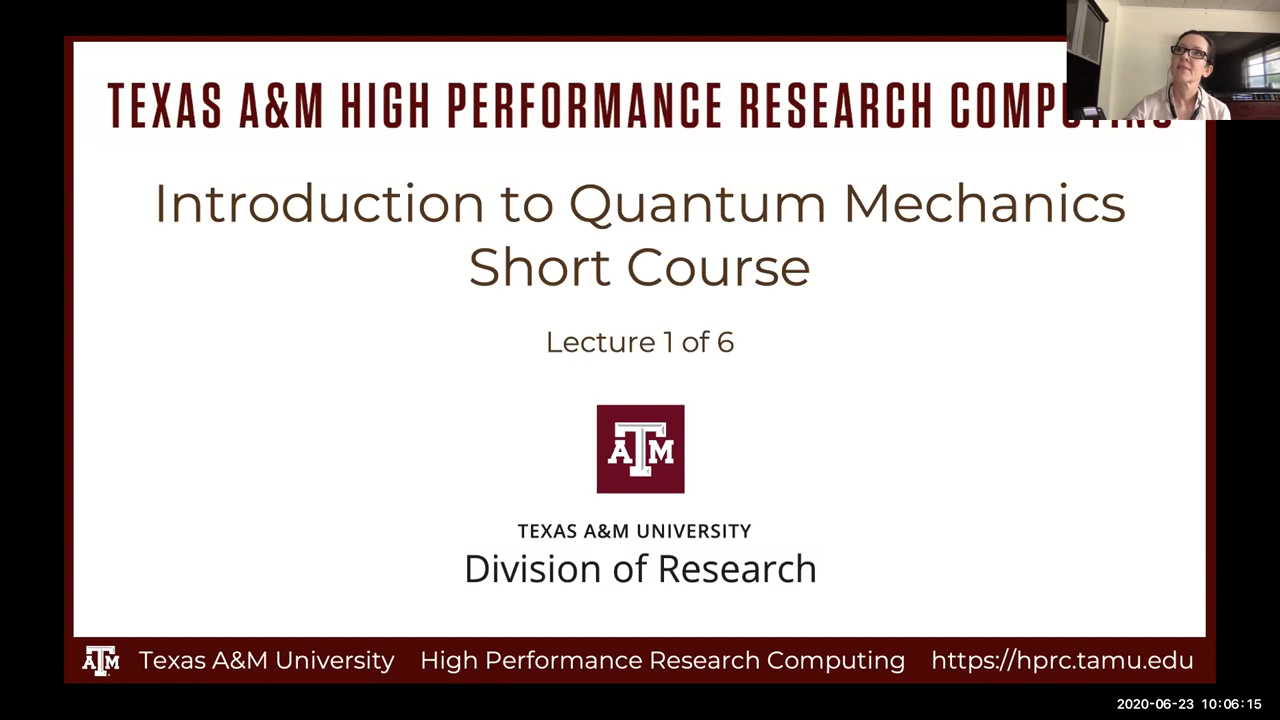 TEXAS A&M HIGH PERFORMANCE RESEARCH COMPUTING
Introduction to Quantum Mechanics
Short Course
Lecture 1 of 6
ATM
TEXAS A&M UNIVERSITY
Division of Research
ATM Texas A&M University High Performance Research Computing https://hprc.tamu.edu
2020-06-23 10:06:15